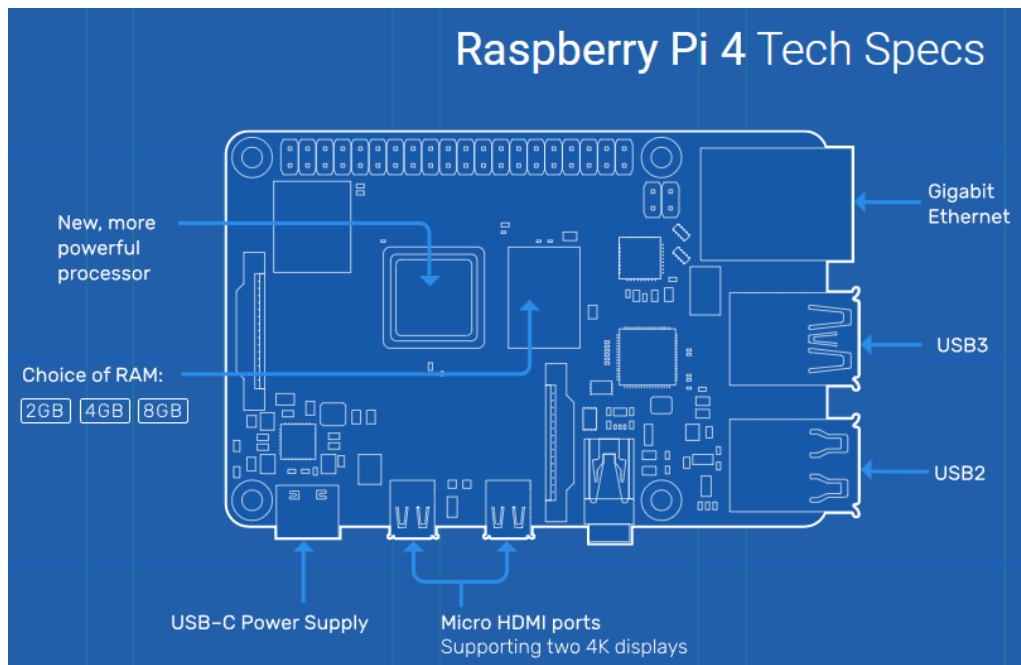 Raspberry Pi 4 Tech Specs
New, more
powerful
processor
Gigabit
Ethernet
USB3
Choice of RAM:
2GB 4GB 8GB
USB2
USB-C Power Supply
Micro HDMI ports
Supporting two 4K displays